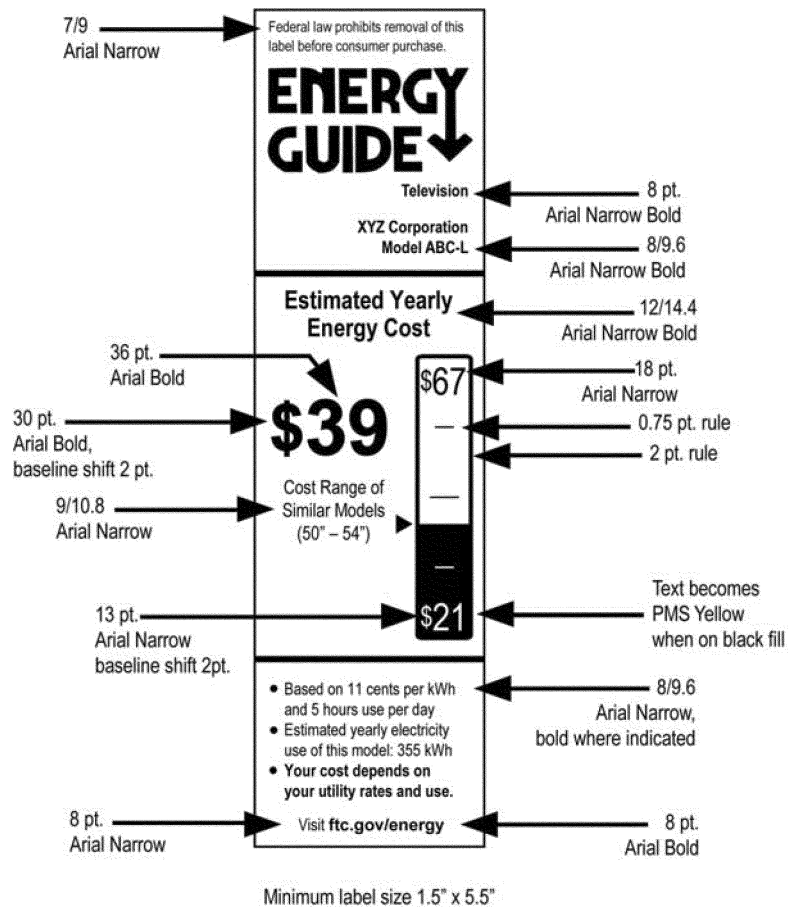 7/9
Arial Narrow
Federal law prohibits removal of this
label before consumer purchase.
ENERGY
GUIDE
Television
8 pt.
Arial Narrow Bold
XYZ Corporation
Model ABC-L
8/9.6
Arial Narrow Bold
Estimated Yearly
Energy Cost
12/14.4
Arial Narrow Bold
36 pt.
Arial Bold
$67
18 pt.
Arial Narrow
30 pt.
Arial Bold,
baseline shift 2 pt.
$39
0.75 pt. rule
2 pt. rule
9/10.8
Arial Narrow
Cost Range of
Similar Models
(50” – 54”)
13 pt.
Arial Narrow
baseline shift 2pt.
$21
Text becomes
PMS Yellow
when on black fill
● Based on 11 cents per kWh
and 5 hours use per day
● Estimated yearly electricity
use of this model: 355 kWh
● Your cost depends on
your utility rates and use.
8/9.6
Arial Narrow,
bold where indicated
8 pt.
Arial Narrow
Visit ftc.gov/energy
8 pt.
Arial Bold
Minimum label size 1.5” x 5.5”